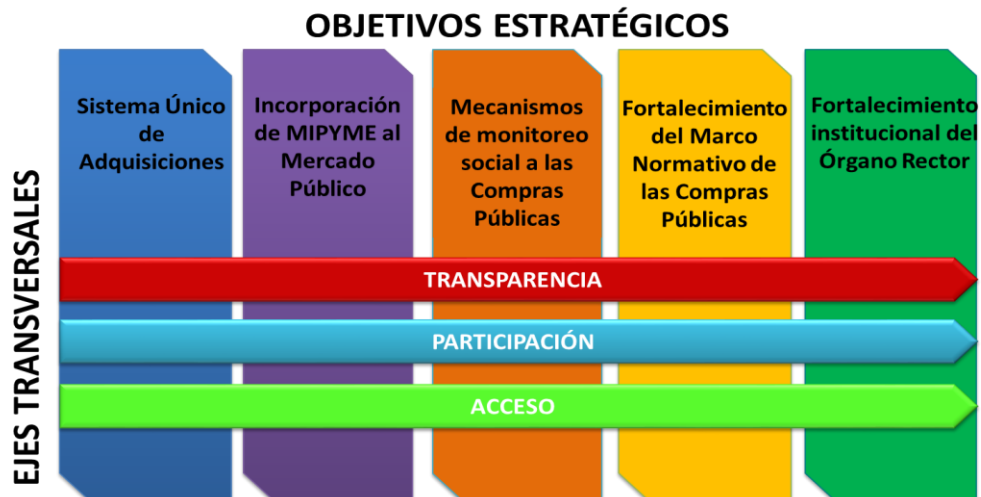 OBJETIVOS ESTRATÉGICOS
Sistema Único
de
Adquisiciones
Incorporación
de MIPYME al
Mercado
Público
Mecanismos
de monitoreo
social a las
Compras
Públicas
Fortalecimiento
del Marco
Normativo de
las Compras
Públicas
Fortalecimiento
institucional del
Órgano Rector
EJES TRANSVERSALES
TRANSPARENCIA
PARTICIPACIÓN
ACCESO